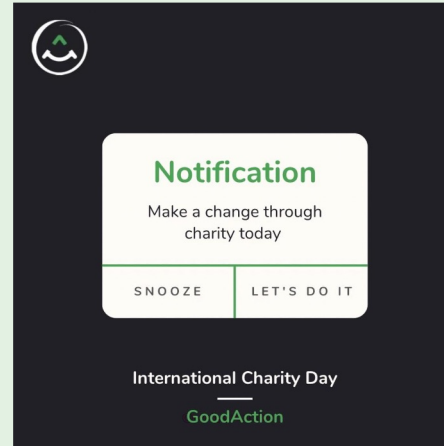 Notification
Make a change through
charity today
SNOOZE
LET'S DO IT
International Charity Day
GoodAction